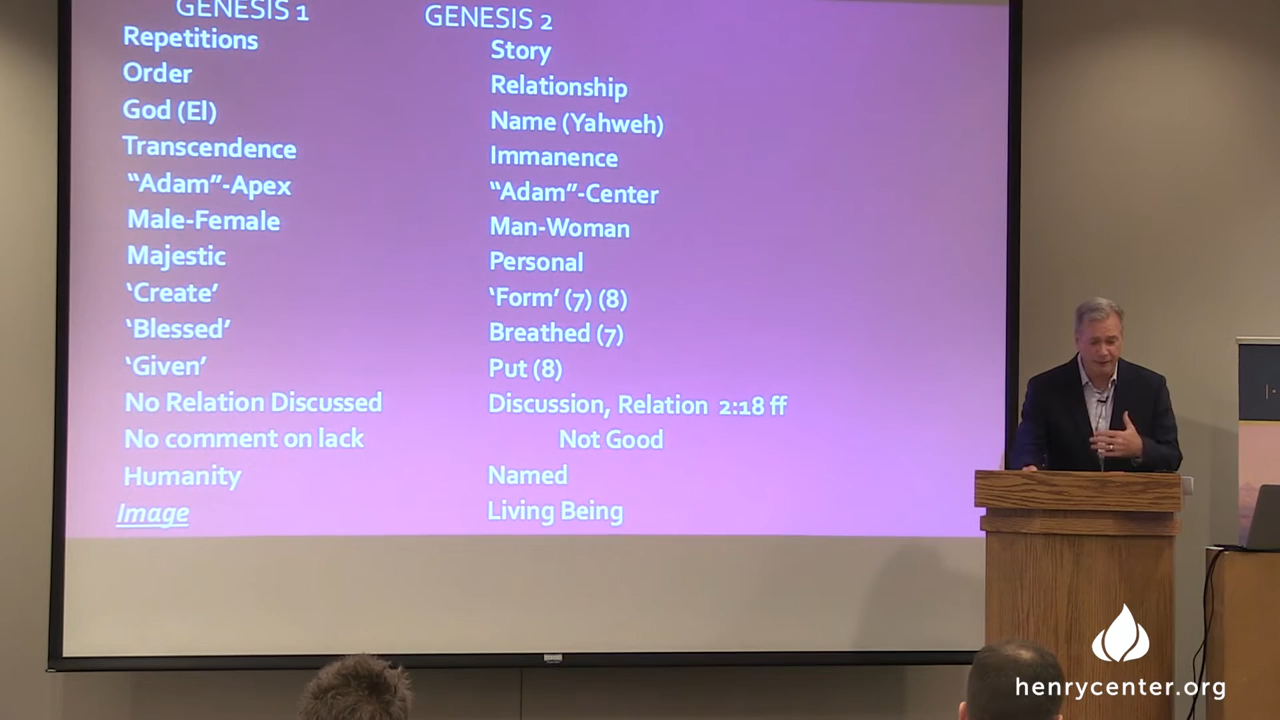 GENESIS 1
Repetitions
Order
God (El)
Transcendence
“Adam”-Apex
Male-Female
Majestic
‘Create’
‘Blessed’
‘Given’
No Relation Discussed
No comment on lack
Humanity
Image
GENESIS 2
Story
Relationship
Name (Yahweh)
Immanence
“Adam”-Center
Man-Woman
Personal
‘Form’ (7) (8)
Breathed (7)
Put (8)
Discussion, Relation 2:18 ff
Not Good
Named
Living Being
henrycenter.org